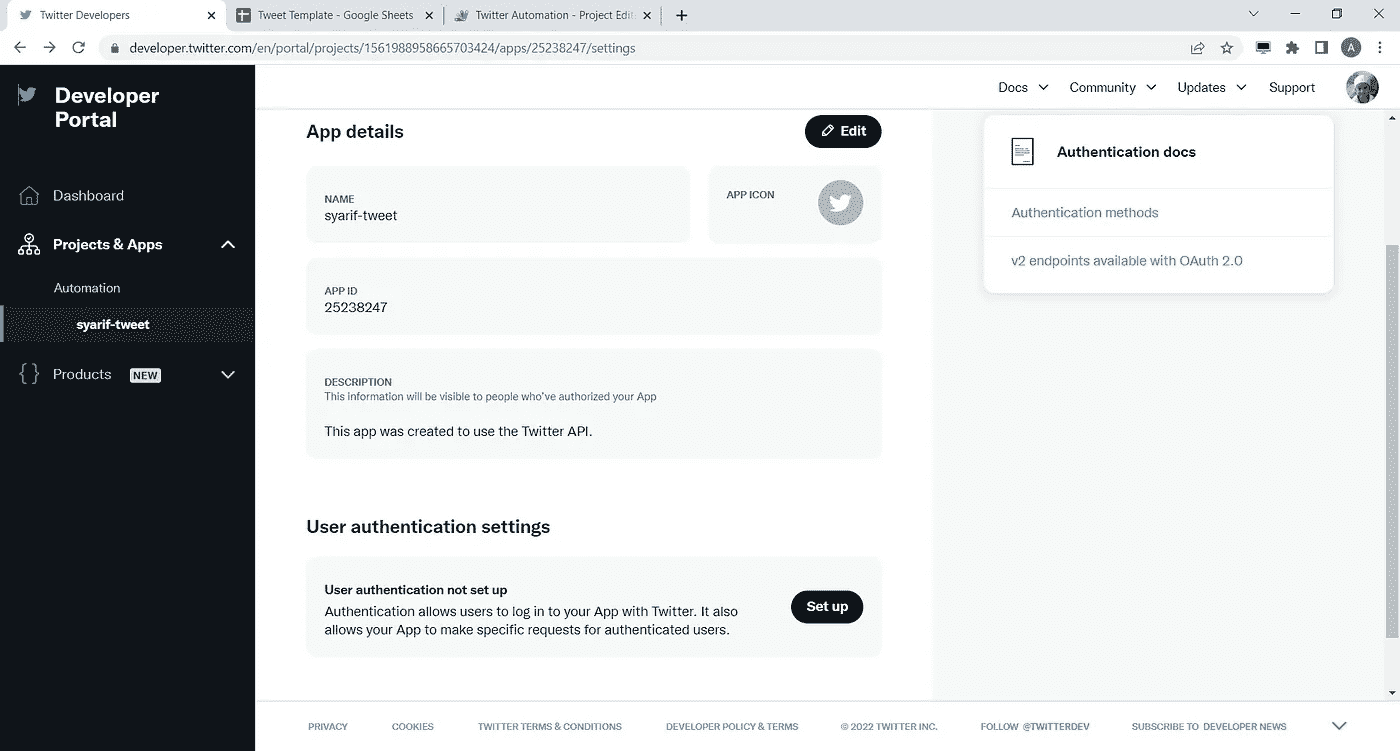 Twitter Developers
Tweet Template - Google Sheets
Twitter Automation - Project Edit
developer.twitter.com/en/portal/projects/1561988958665703424/apps/25238247/settings
A
Developer
Portal
Docs
Community
Updates
Support
Dashboard
Projects & Apps
Automation
syarif-tweet
Products
NEW
App details
Edit
NAME
syarif-tweet
APP ICON
APP ID
25238247
DESCRIPTION
This information will be visible to people who've authorized your App
This app was created to use the Twitter API.
User authentication settings
User authentication not set up
Authentication allows users to log in to your App with Twitter. It also
allows your App to make specific requests for authenticated users.
Set up
Authentication docs
Authentication methods
v2 endpoints available with OAuth 2.0
PRIVACY
COOKIES
TWITTER TERMS & CONDITIONS
DEVELOPER POLICY & TERMS
© 2022 TWITTER INC.
FOLLOW @TWITTERDEV
SUBSCRIBE TO DEVELOPER NEWS